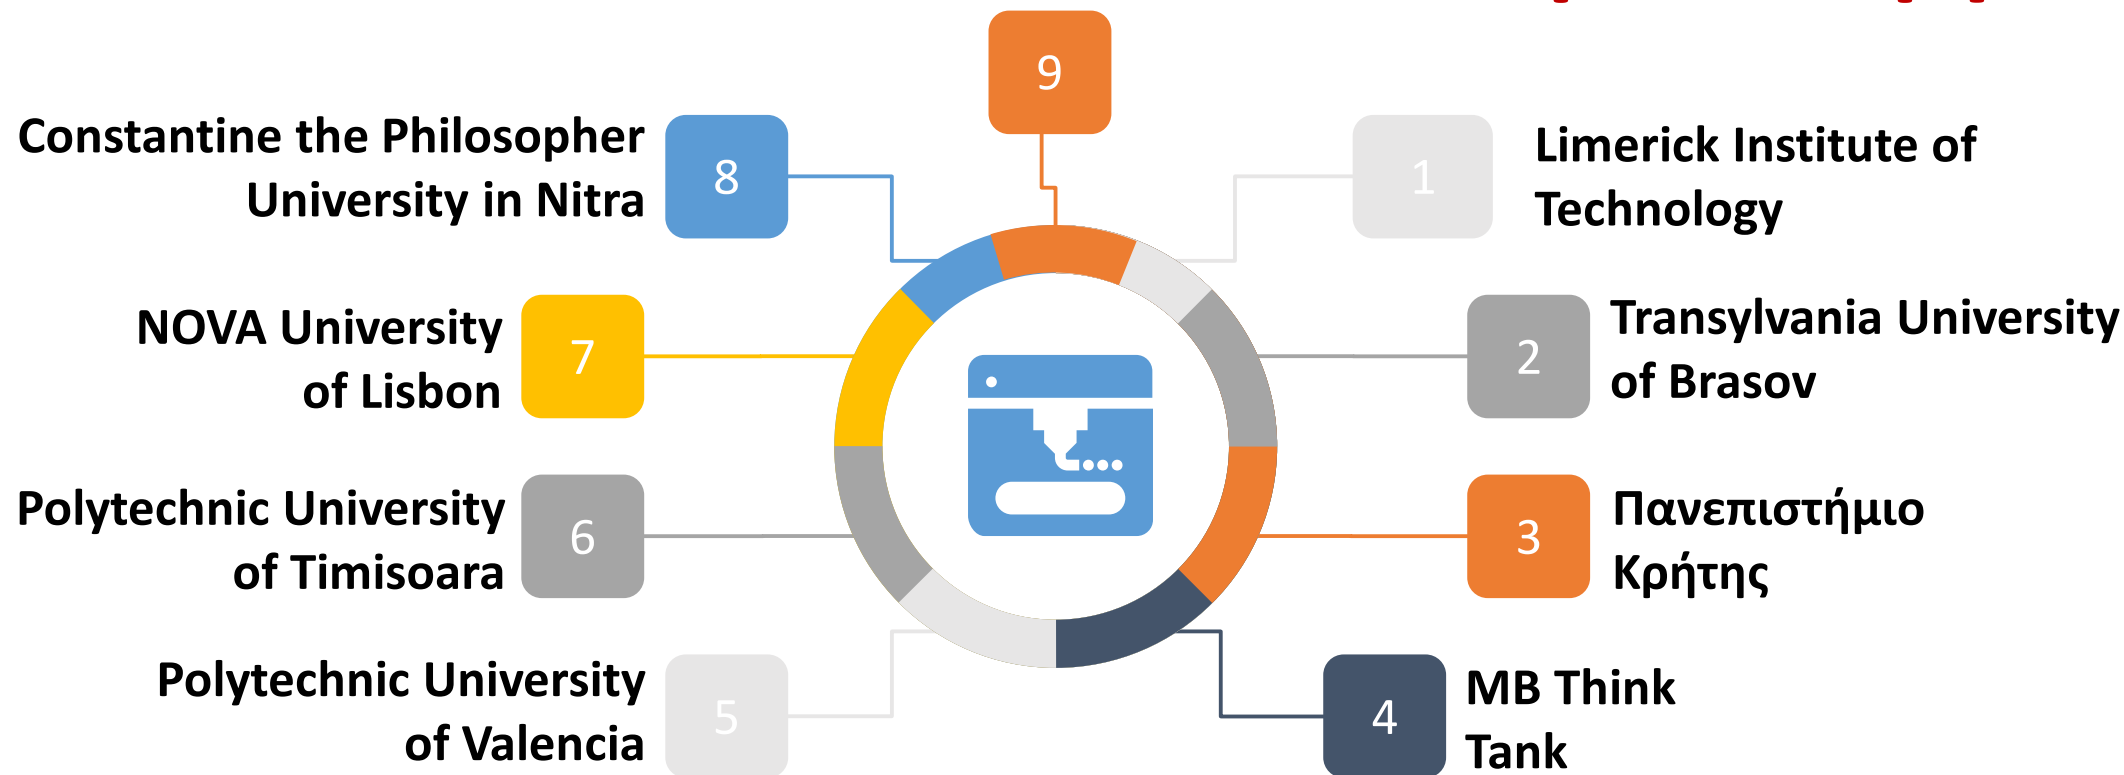 9
Constantine the Philosopher
University in Nitra
8
1
Limerick Institute of
Technology
NOVA University
of Lisbon
7
2
Transylvania University
of Brasov
Polytechnic University
of Timisoara
6
3
Πανεπιστήμιο
Κρήτης
Polytechnic University
of Valencia
5
4
MB Think
Tank